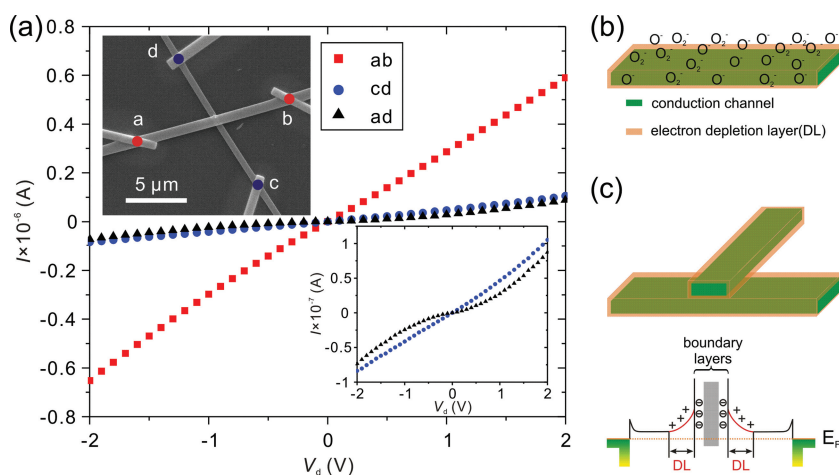 (a)
I×10⁻⁶ (A)
0.8
0.6
0.4
0.2
0
-0.2
-0.4
-0.6
-0.8
-2
-1
0
1
2
V_d (V)
d
a
b
c
5 µm
ab
cd
ad
I×10⁻⁷ (A)
1
0.5
0
-0.5
-1
-2
-1
0
1
2
V_d (V)
(b)
O⁻ O₂⁻ O⁻ O⁻ O⁻ O⁻
O₂⁻ O₂⁻ O₂⁻ O₂⁻
O⁻ O⁻ O₂⁻ O₂⁻
conduction channel
electron depletion layer(DL)
(c)
boundary
layers
+ + +
⊖ ⊖ ⊖
⊖ ⊖ ⊖
+ + +
E_F
DL
DL